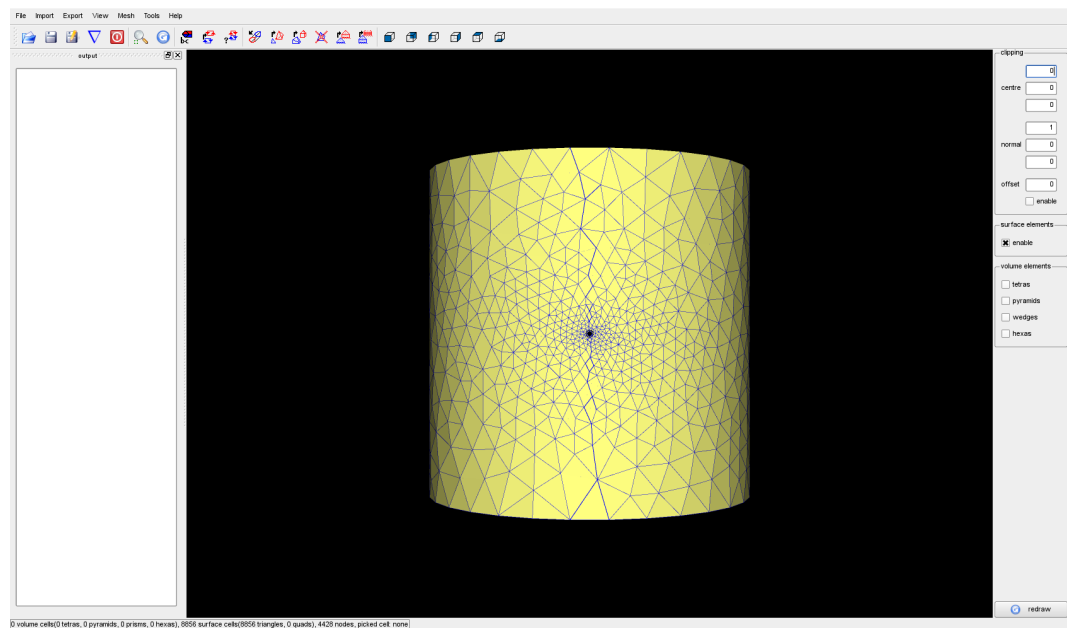 File Import Export View Mesh Tools Help
bc
output
clipping
0
centre 0
0
1
normal 0
0
offset 0
enable
surface elements
enable
volume elements
tetras
pyramids
wedges
hexas
redraw
0 volume cells(0 tetras, 0 pyramids, 0 prisms, 0 hexas), 8856 surface cells(8856 triangles, 0 quads), 4428 nodes, picked cell: none